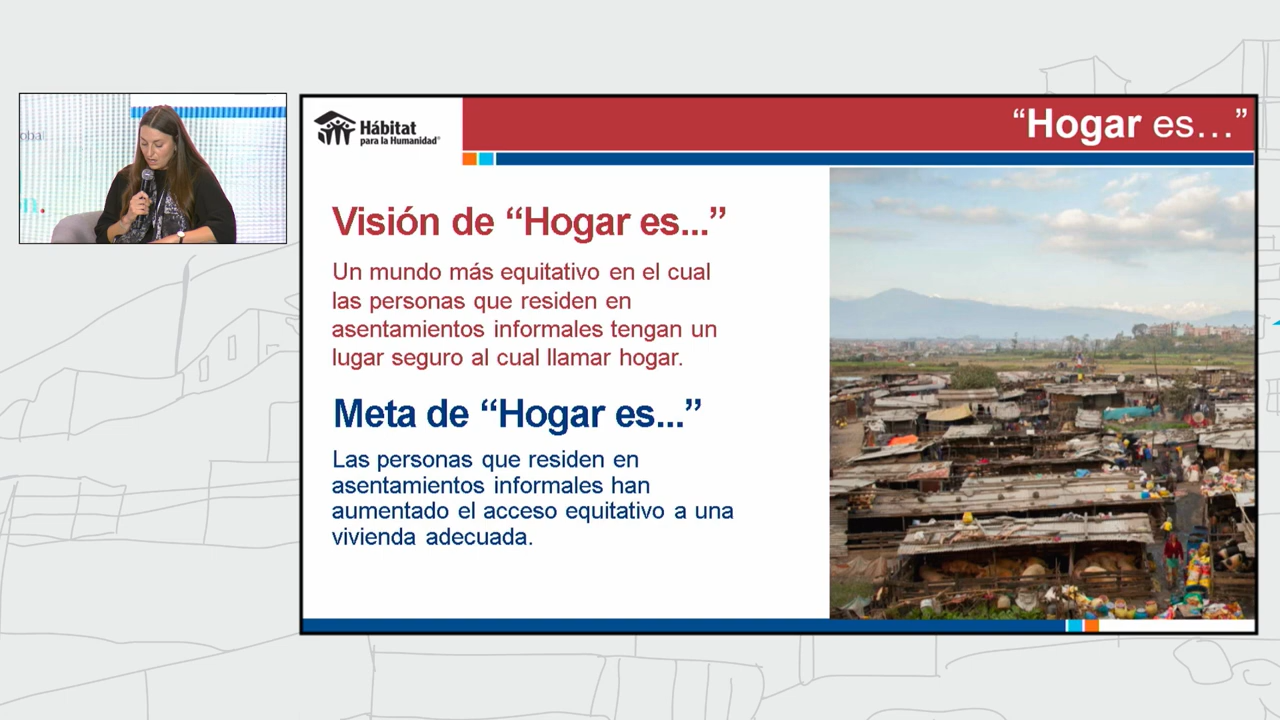 obal
n.
Hábitat
para la Humanidad®
“Hogar es…”
Visión de “Hogar es...”
Un mundo más equitativo en el cual
las personas que residen en
asentamientos informales tengan un
lugar seguro al cual llamar hogar.
Meta de “Hogar es...”
Las personas que residen en
asentamientos informales han
aumentado el acceso equitativo a una
vivienda adecuada.